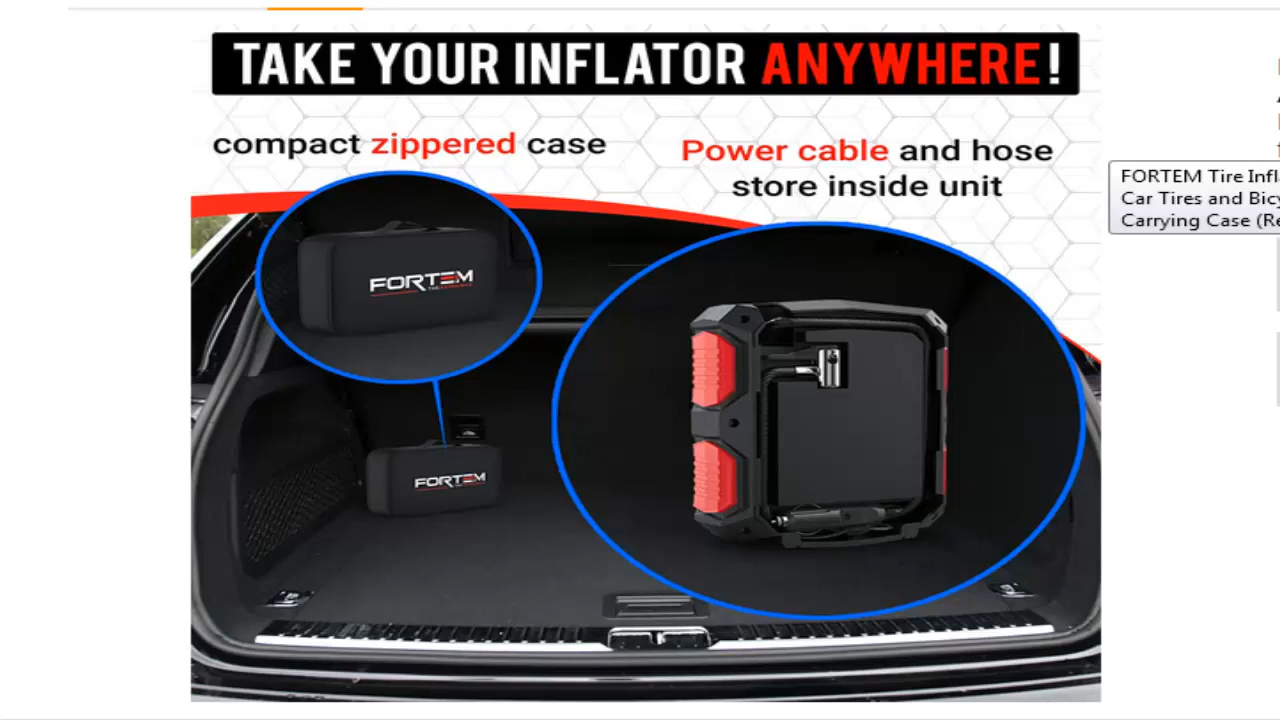 TAKE YOUR INFLATOR ANYWHERE!
compact zippered case
Power cable and hose
store inside unit
FORTEM Tire Infl
Car Tires and Bicy
Carrying Case (Re
FORTEM
FORTEM